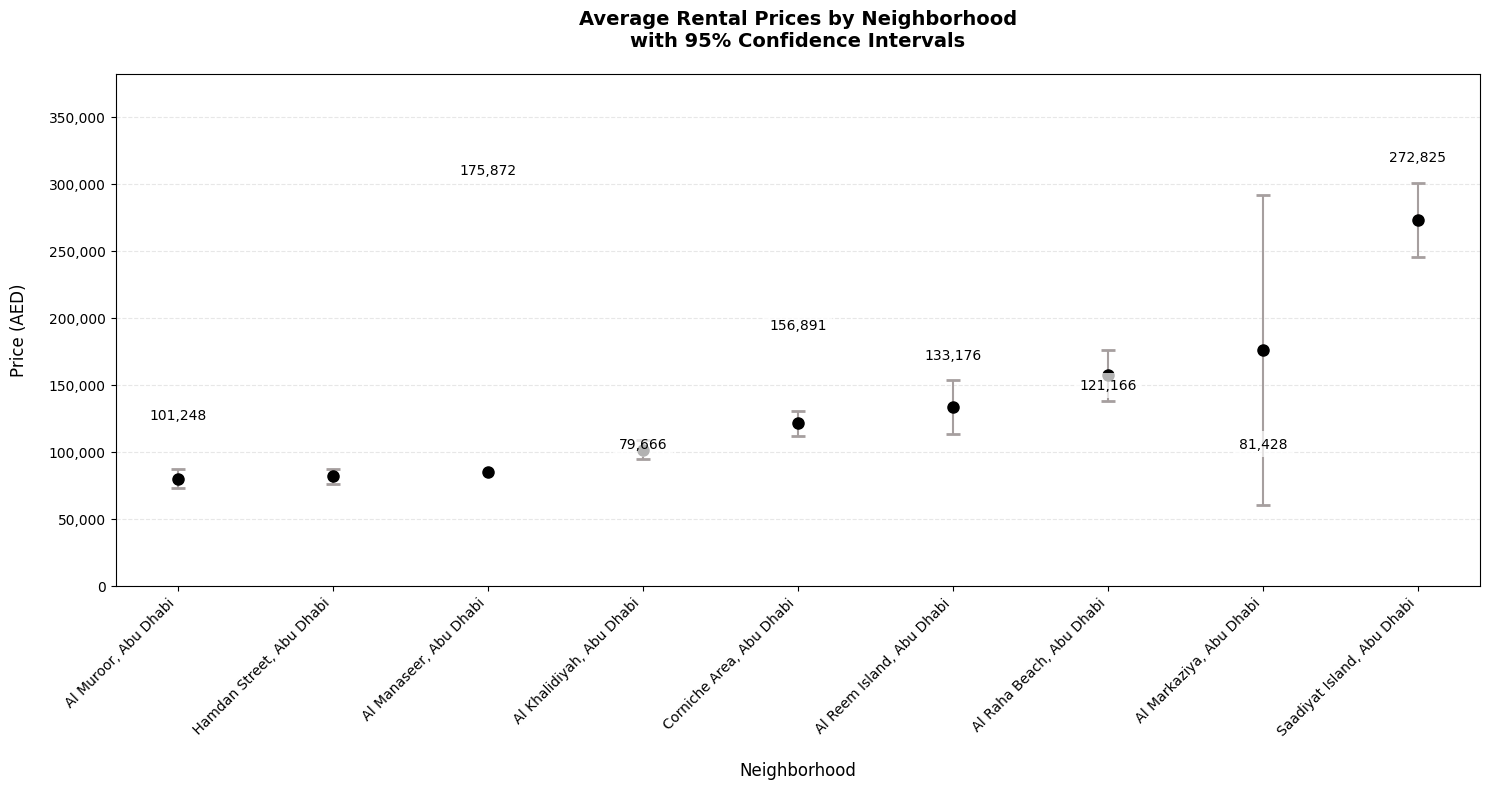 Average Rental Prices by Neighborhood
with 95% Confidence Intervals
Price (AED)
350,000
300,000
250,000
200,000
150,000
100,000
50,000
0
101,248
175,872
79,666
156,891
133,176
121,166
81,428
272,825
Al Muroor, Abu Dhabi
Hamdan Street, Abu Dhabi
Al Manaseer, Abu Dhabi
Al Khalidiyah, Abu Dhabi
Corniche Area, Abu Dhabi
Al Reem Island, Abu Dhabi
Al Raha Beach, Abu Dhabi
Al Markaziya, Abu Dhabi
Saadiyat Island, Abu Dhabi
Neighborhood